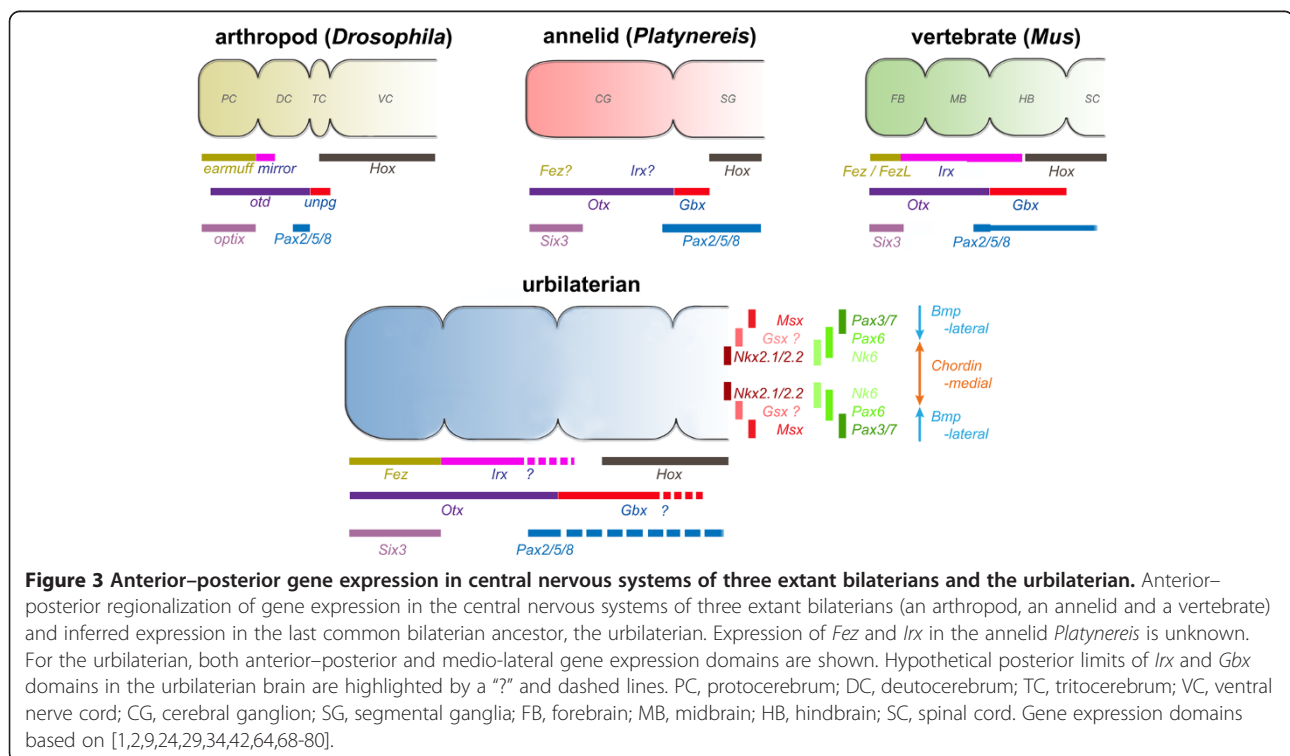 arthropod (Drosophila)
annelid (Platynereis)
vertebrate (Mus)
PC DC TC VC
CG SG
FB MB HB SC
earmuff mirror Hox
otd unpg
optix Pax2/5/8
Fez? Irx? Hox
Otx Gbx
Six3 Pax2/5/8
Fez / FezL Irx Hox
Otx Gbx
Six3 Pax2/5/8
urbilaterian
Msx Pax3/7 Bmp
Gsx ? Pax6 -lateral
Nkx2.1/2.2 Nk6
Chordin
-medial
Nkx2.1/2.2 Nk6
Gsx ? Pax6 Bmp
Msx Pax3/7 -lateral
Fez Irx ? Hox
Otx Gbx ?
Six3 Pax2/5/8
Figure 3 Anterior–posterior gene expression in central nervous systems of three extant bilaterians and the urbilaterian. Anterior–
posterior regionalization of gene expression in the central nervous systems of three extant bilaterians (an arthropod, an annelid and a vertebrate)
and inferred expression in the last common bilaterian ancestor, the urbilaterian. Expression of Fez and Irx in the annelid Platynereis is unknown.
For the urbilaterian, both anterior–posterior and medio-lateral gene expression domains are shown. Hypothetical posterior limits of Irx and Gbx
domains in the urbilaterian brain are highlighted by a “?” and dashed lines. PC, protocerebrum; DC, deutocerebrum; TC, tritocerebrum; VC, ventral
nerve cord; CG, cerebral ganglion; SG, segmental ganglia; FB, forebrain; MB, midbrain; HB, hindbrain; SC, spinal cord. Gene expression domains
based on [1,2,9,24,29,34,42,64,68-80].